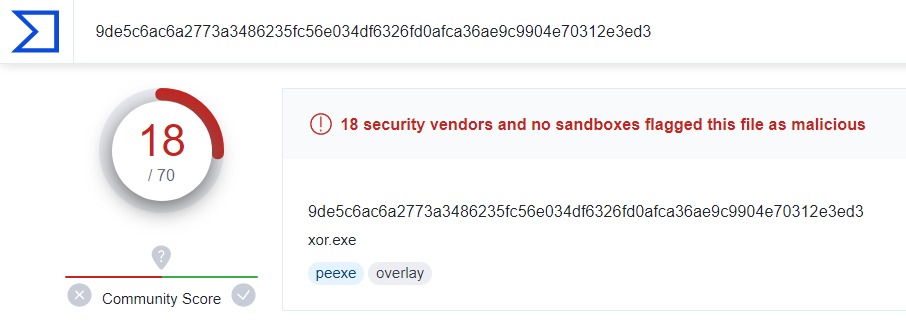 9de5c6ac6a2773a3486235fc56e034df6326fd0afca36ae9c9904e70312e3ed3
18
/ 70
18 security vendors and no sandboxes flagged this file as malicious
9de5c6ac6a2773a3486235fc56e034df6326fd0afca36ae9c9904e70312e3ed3
xor.exe
peexe overlay
?
Community Score